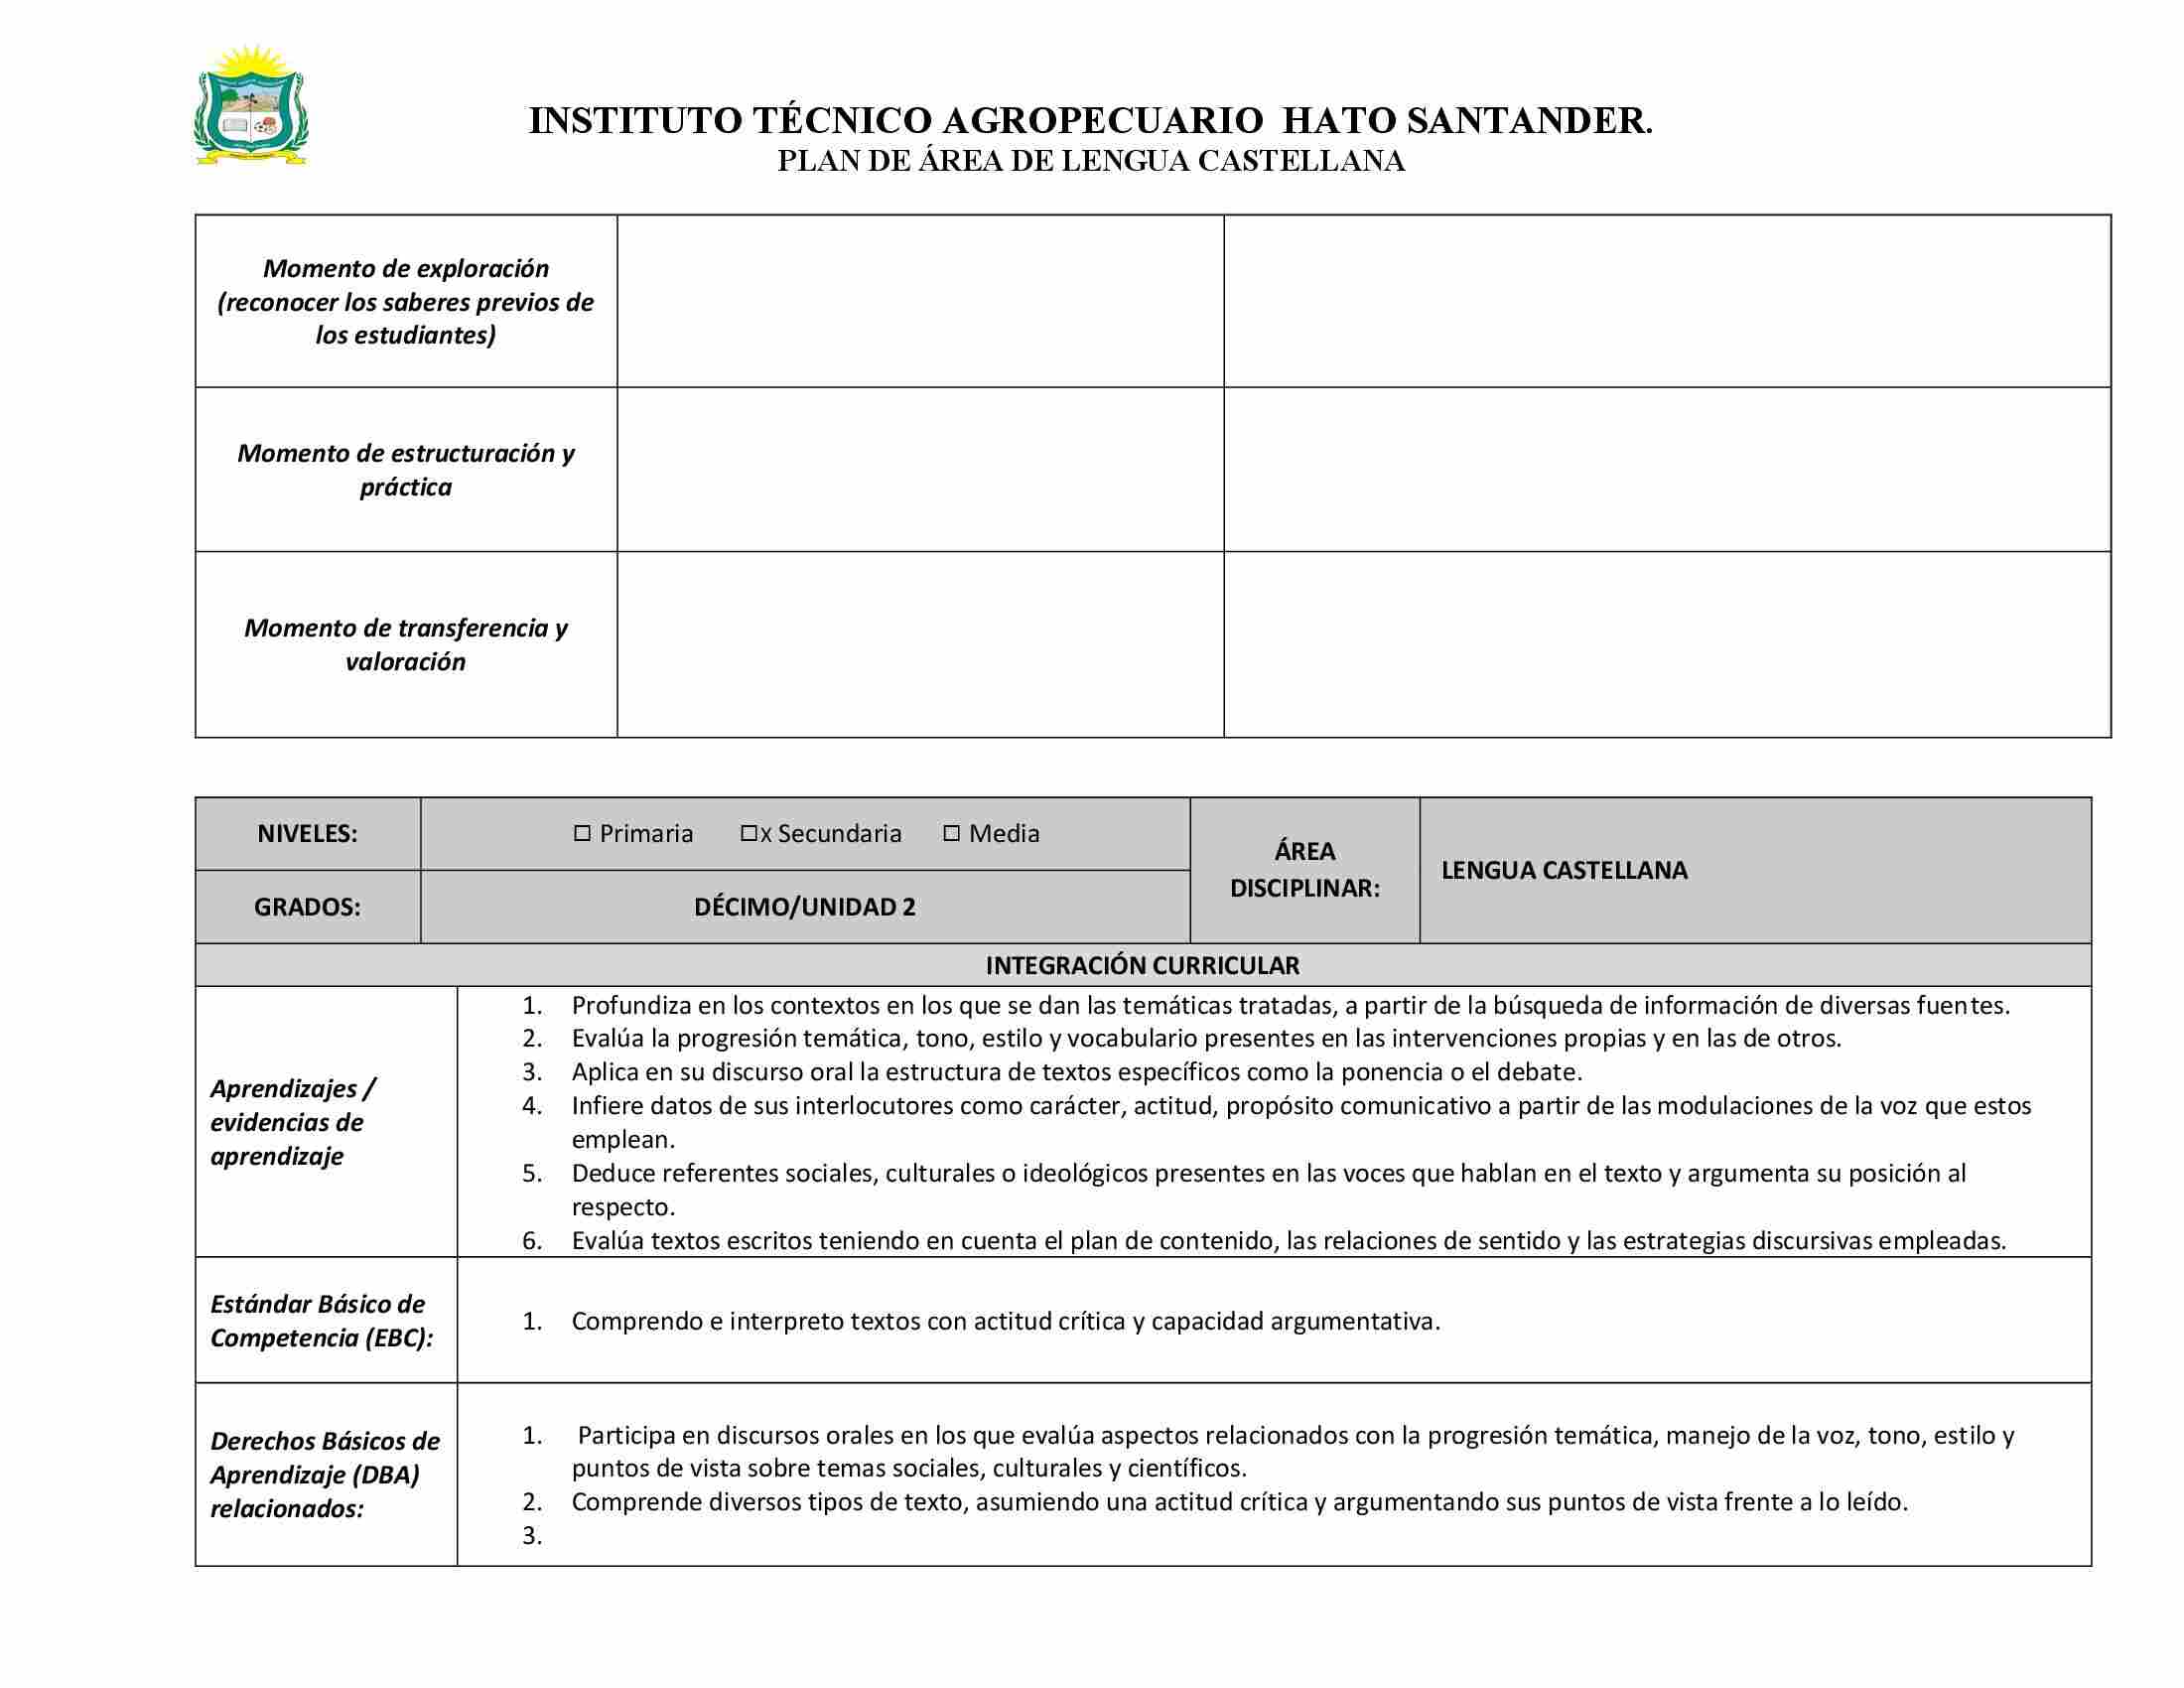 INSTITUTO TÉCNICO AGROPECUARIO  HATO SANTANDER.
PLAN DE ÁREA DE LENGUA CASTELLANA
Momento de exploración
(reconocer los saberes previos de
los estudiantes)
Momento de estructuración y
práctica
Momento de transferencia y
valoración
NIVELES:
☐ Primaria ☐x Secundaria ☐ Media
ÁREA
DISCIPLINAR:
LENGUA CASTELLANA
GRADOS:
DÉCIMO/UNIDAD 2
INTEGRACIÓN CURRICULAR
Aprendizajes /
evidencias de
aprendizaje
1. Profundiza en los contextos en los que se dan las temáticas tratadas, a partir de la búsqueda de información de diversas fuentes.
2. Evalúa la progresión temática, tono, estilo y vocabulario presentes en las intervenciones propias y en las de otros.
3. Aplica en su discurso oral la estructura de textos específicos como la ponencia o el debate.
4. Infiere datos de sus interlocutores como carácter, actitud, propósito comunicativo a partir de las modulaciones de la voz que estos
emplean.
5. Deduce referentes sociales, culturales o ideológicos presentes en las voces que hablan en el texto y argumenta su posición al
respecto.
6. Evalúa textos escritos teniendo en cuenta el plan de contenido, las relaciones de sentido y las estrategias discursivas empleadas.
Estándar Básico de
Competencia (EBC):
1. Comprendo e interpreto textos con actitud crítica y capacidad argumentativa.
Derechos Básicos de
Aprendizaje (DBA)
relacionados:
1. Participa en discursos orales en los que evalúa aspectos relacionados con la progresión temática, manejo de la voz, tono, estilo y
puntos de vista sobre temas sociales, culturales y científicos.
2. Comprende diversos tipos de texto, asumiendo una actitud crítica y argumentando sus puntos de vista frente a lo leído.
3.